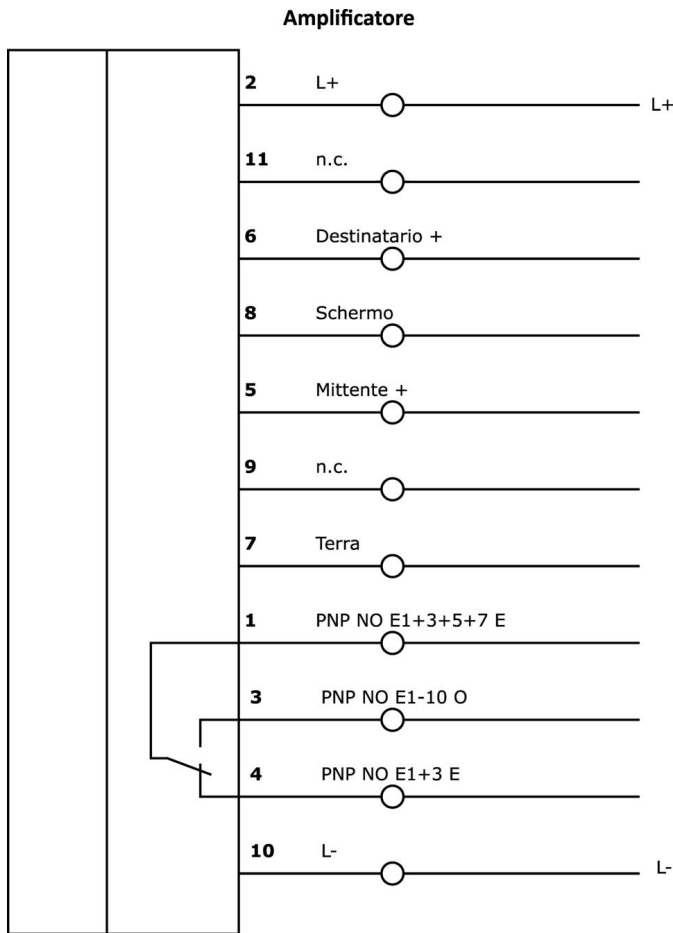 Amplificatore
2 L+
L+
11 n.c.
6 Destinatario +
8 Schermo
5 Mittente +
9 n.c.
7 Terra
1 PNP NO E1+3+5+7 E
3 PNP NO E1-10 O
4 PNP NO E1+3 E
10 L-
L-